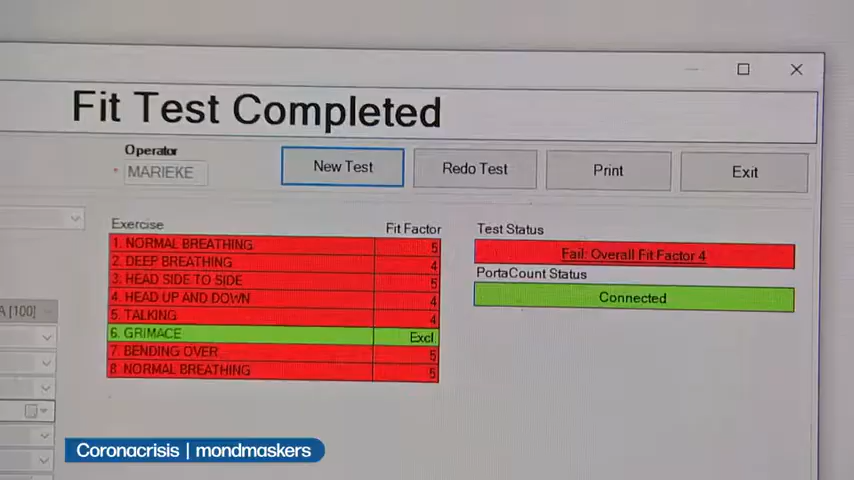 Fit Test Completed
Operator
* MARIEKE
New Test
Redo Test
Print
Exit
Exercise Fit Factor
1. NORMAL BREATHING 5
2. DEEP BREATHING 4
3. HEAD SIDE TO SIDE 5
4. HEAD UP AND DOWN 4
5. TALKING 4
6. GRIMACE Excl.
7. BENDING OVER 5
8. NORMAL BREATHING 5
Test Status
Fail: Overall Fit Factor 4
PortaCount Status
Connected
A [100]
Coronacrisis | mondmaskers